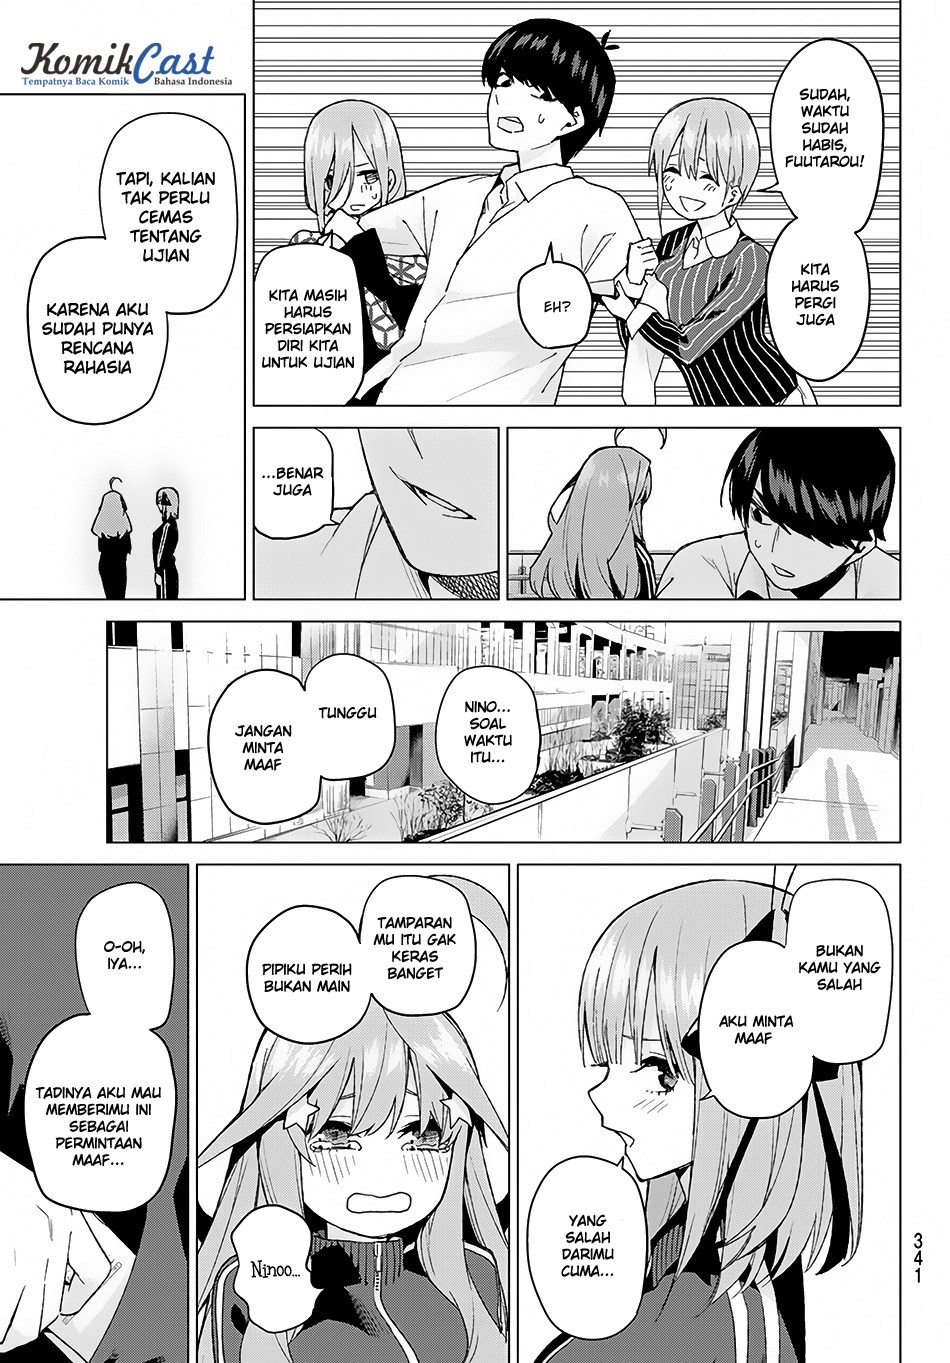 KomikCast
Tempatnya Baca Komik Bahasa Indonesia
SUDAH,
WAKTU
SUDAH
HABIS,
FUUTAROU!
KITA
HARUS
PERGI
JUGA
EH?
KITA MASIH
HARUS
PERSIAPKAN
DIRI KITA
UNTUK UJIAN
TAPI, KALIAN
TAK PERLU
CEMAS
TENTANG
UJIAN
KARENA AKU
SUDAH PUNYA
RENCANA
RAHASIA
...BENAR
JUGA
NINO...
SOAL
WAKTU
ITU...
TUNGGU
JANGAN
MINTA
MAAF
BUKAN
KAMU YANG
SALAH
AKU MINTA
MAAF
YANG
SALAH
DARIMU
CUMA...
TAMPARAN
MU ITU GAK
KERAS
BANGET
PIPIKU PERIH
BUKAN MAIN
Ninoo...
O-OH,
IYA...
TADINYA AKU MAU
MEMBERIMU INI
SEBAGAI
PERMINTAAN
MAAF...
341